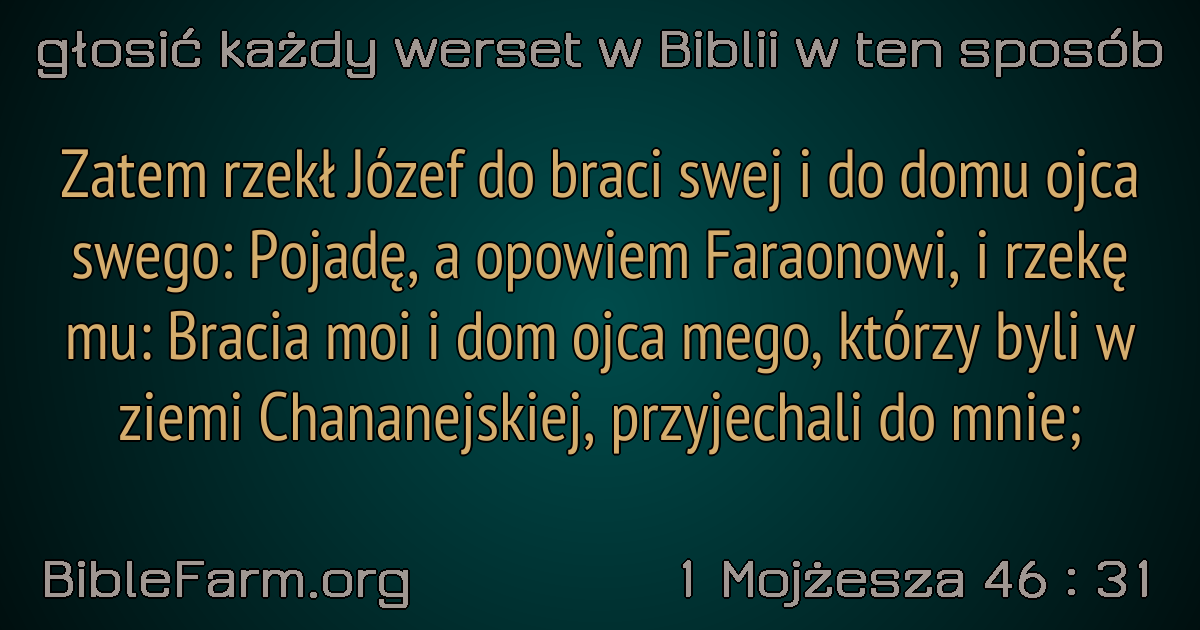 głosić każdy werset w Biblii w ten sposób
Zatem rzekł Józef do braci swej i do domu ojca
swego: Pojadę, a opowiem Faraonowi, i rzekę
mu: Bracia moi i dom ojca mego, którzy byli w
ziemi Chananejskiej, przyjechali do mnie;
BibleFarm.org
1 Mojżesza 46 : 31